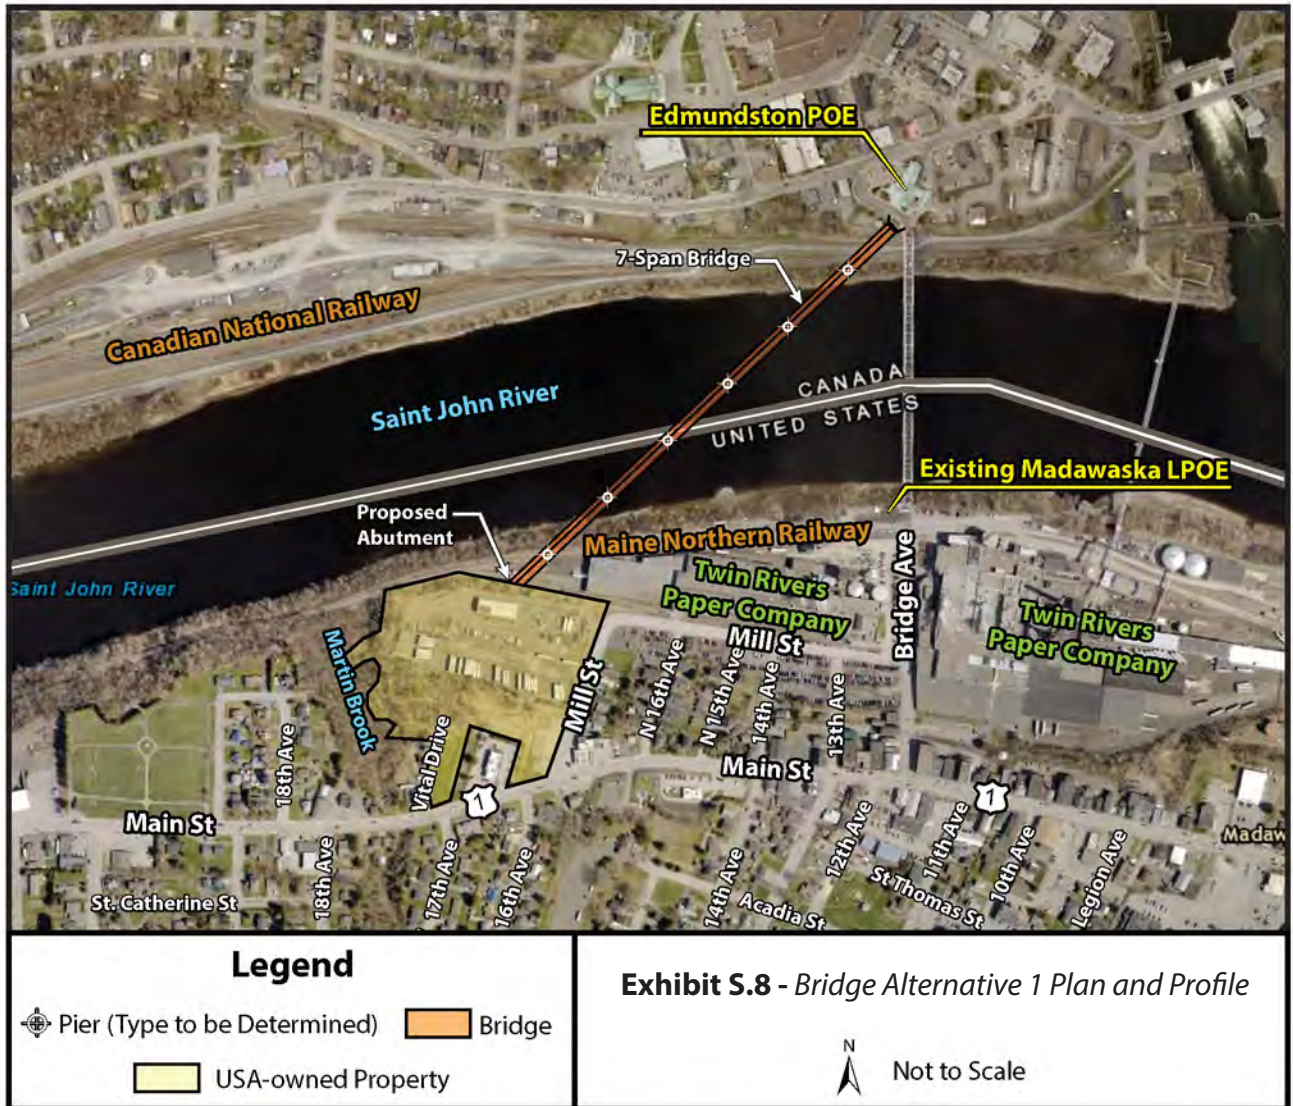 Edmundston POE
7-Span Bridge
Canadian National Railway
CANADA
Saint John River
UNITED STATES
Existing Madawaska LPOE
Proposed
Abutment
Maine Northern Railway
Bridge Ave
Saint John River
Twin Rivers
Paper Company
Twin Rivers
Paper Company
Mill St
Martin Brook
Mill St
N 16th Ave
N 15th Ave
14th Ave
13th Ave
18th Ave
Vital Drive
Main St
1
1
Main St
Madaw
18th Ave
17th Ave
16th Ave
14th Ave
12th Ave
11th Ave
10th Ave
Legion Ave
St. Catherine St
Acadia St
St Thomas St
Legend
Pier (Type to be Determined)
Bridge
USA-owned Property
Exhibit S.8 - Bridge Alternative 1 Plan and Profile
N
Not to Scale